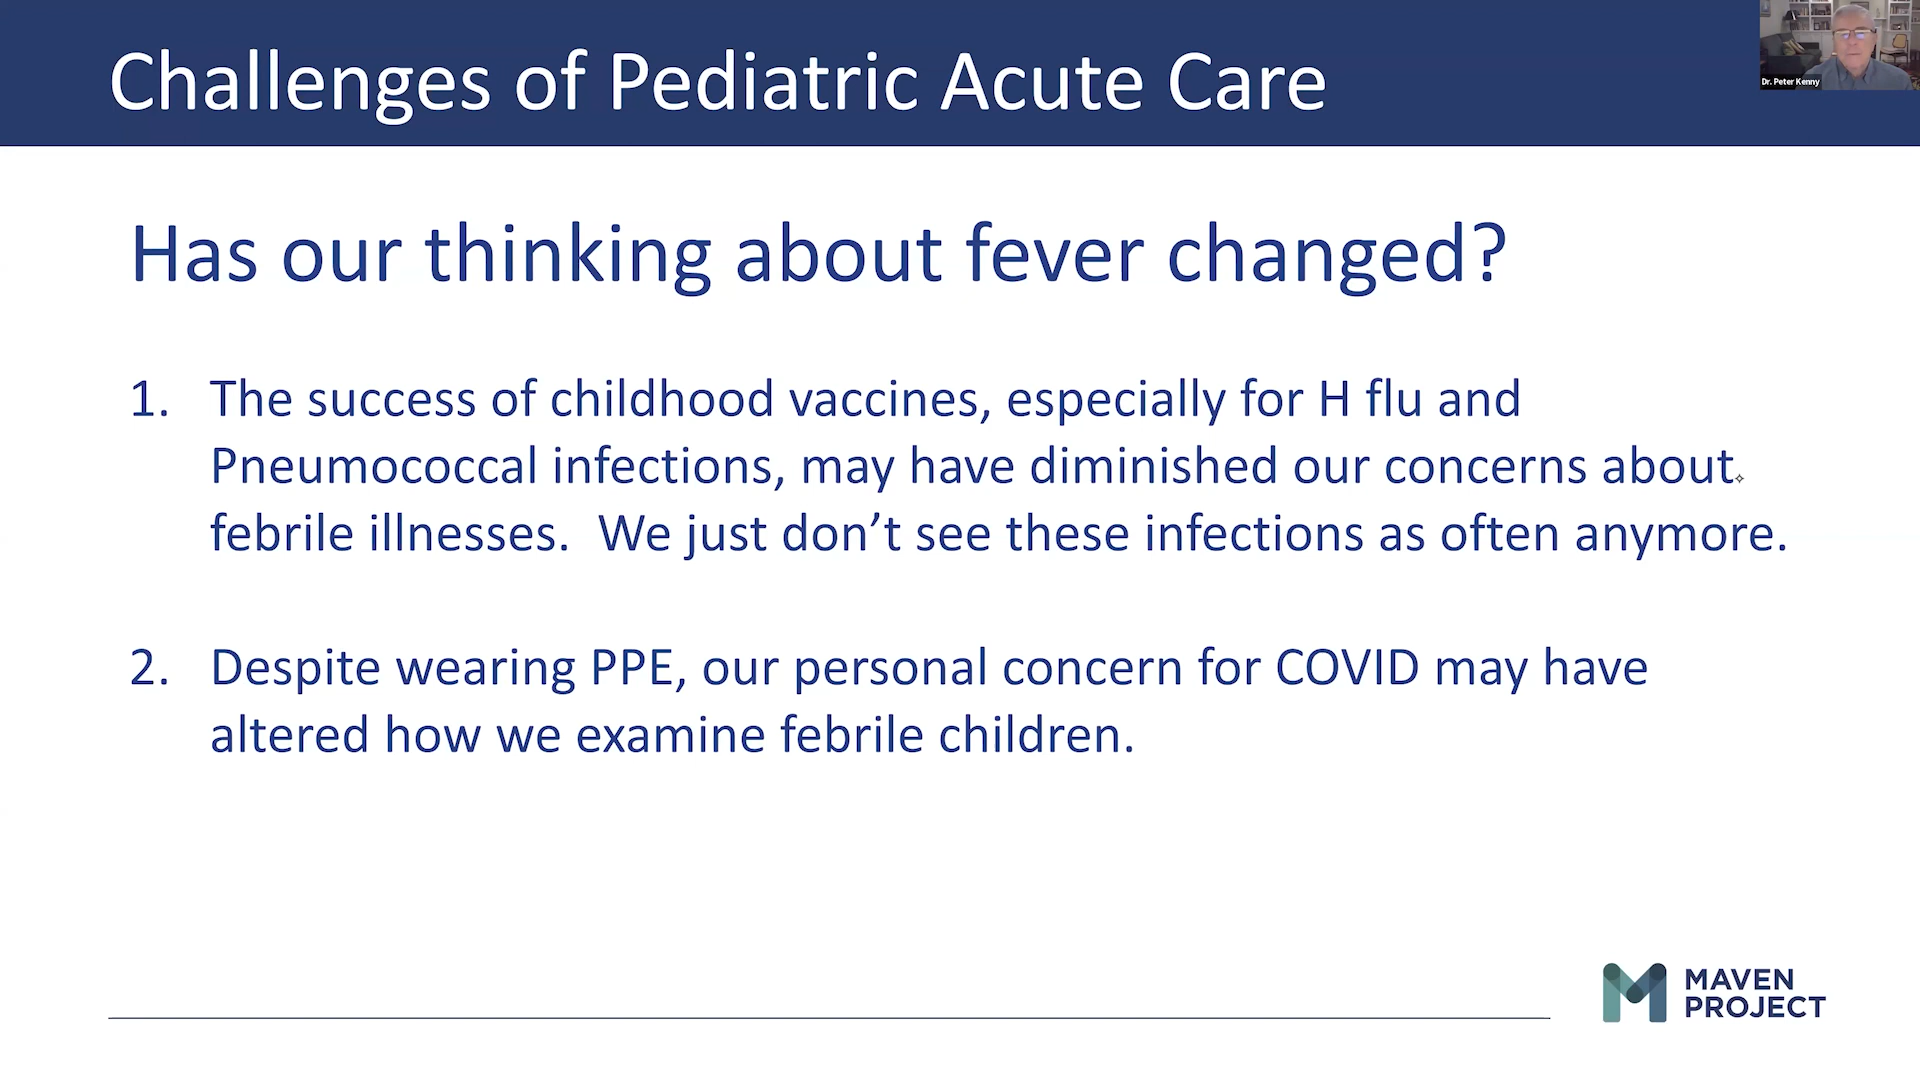 Challenges of Pediatric Acute Care
Dr. Peter Kenny
Has our thinking about fever changed?
1. The success of childhood vaccines, especially for H flu and
Pneumococcal infections, may have diminished our concerns about
febrile illnesses. We just don’t see these infections as often anymore.
2. Despite wearing PPE, our personal concern for COVID may have
altered how we examine febrile children.
MAVEN
PROJECT